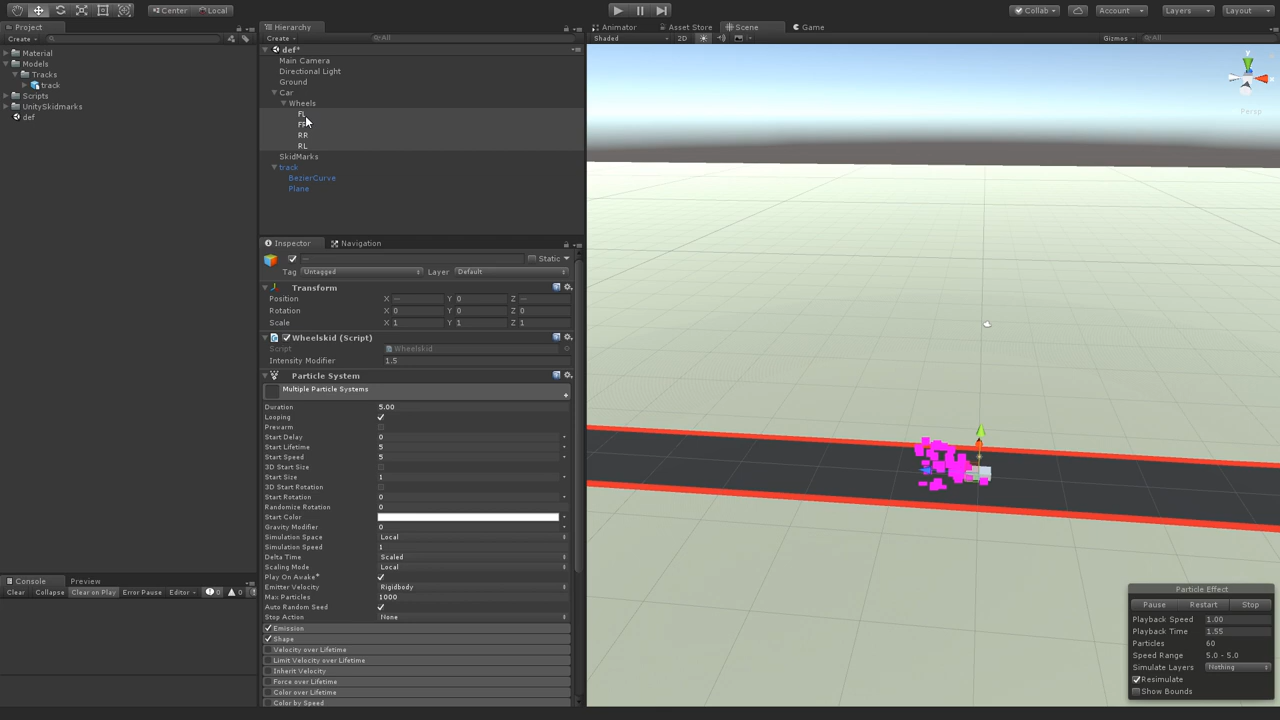 Center
Local
Collab
Account
Layers
Layout
Project
Create
Material
Models
Tracks
track
Scripts
UnitySkidmarks
def
Hierarchy
Create
All
def*
Main Camera
Directional Light
Ground
Car
Wheels
FL
RR
RL
SkidMarks
track
BezierCurve
Plane
Inspector
Navigation
Static
Tag Untagged Layer Default
Transform
Position X — Y 0 Z —
Rotation X 0 Y 0 Z 0
Scale X 1 Y 1 Z 1
Wheelskid (Script)
Script Wheelskid
Intensity Modifier 1.5
Particle System
Multiple Particle Systems
Duration 5.00
Looping
Prewarm
Start Delay 0
Start Lifetime 5
Start Speed 5
3D Start Size
Start Size 1
3D Start Rotation
Start Rotation 0
Randomize Rotation 0
Start Color
Gravity Modifier 0
Simulation Space Local
Simulation Speed 1
Delta Time Scaled
Scaling Mode Local
Play On Awake*
Emitter Velocity Rigidbody
Max Particles 1000
Auto Random Seed
Stop Action None
Emission
Shape
Velocity over Lifetime
Limit Velocity over Lifetime
Inherit Velocity
Force over Lifetime
Color over Lifetime
Color by Speed
Console
Preview
Clear
Collapse
Clear on Play
Error Pause
Editor
0
0
Animator
Asset Store
Scene
Game
Shaded
2D
Gizmos
All
y
x
Persp
Particle Effect
Pause
Restart
Stop
Playback Speed 1.00
Playback Time 1.55
Particles 60
Speed Range 5.0 - 5.0
Simulate Layers Nothing
Resimulate
Show Bounds